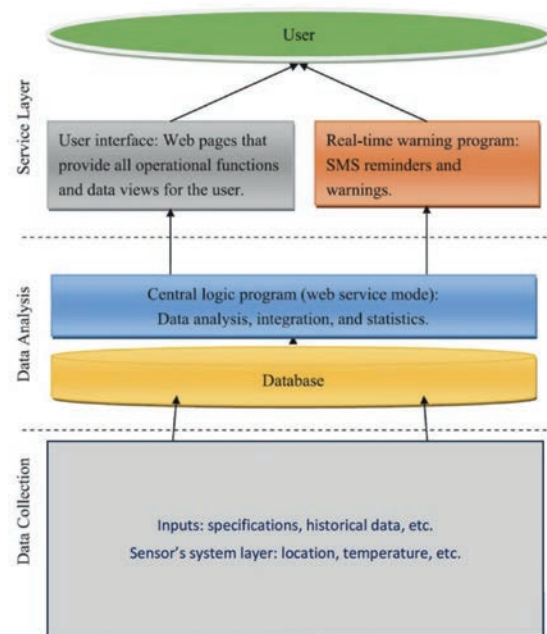 User
Service Layer
User interface: Web pages that
provide all operational functions
and data views for the user.
Real-time warning program:
SMS reminders and
warnings.
Data Analysis
Central logic program (web service mode):
Data analysis, integration, and statistics.
Database
Data Collection
Inputs: specifications, historical data, etc.
Sensor's system layer: location, temperature, etc.